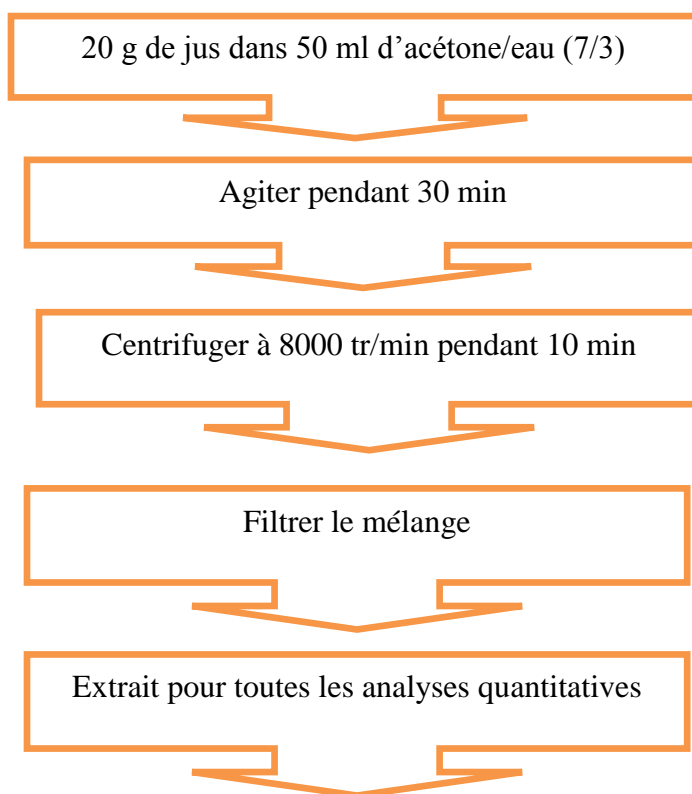 20 g de jus dans 50 ml d’acétone/eau (7/3)
Agiter pendant 30 min
Centrifuger à 8000 tr/min pendant 10 min
Filtrer le mélange
Extrait pour toutes les analyses quantitatives